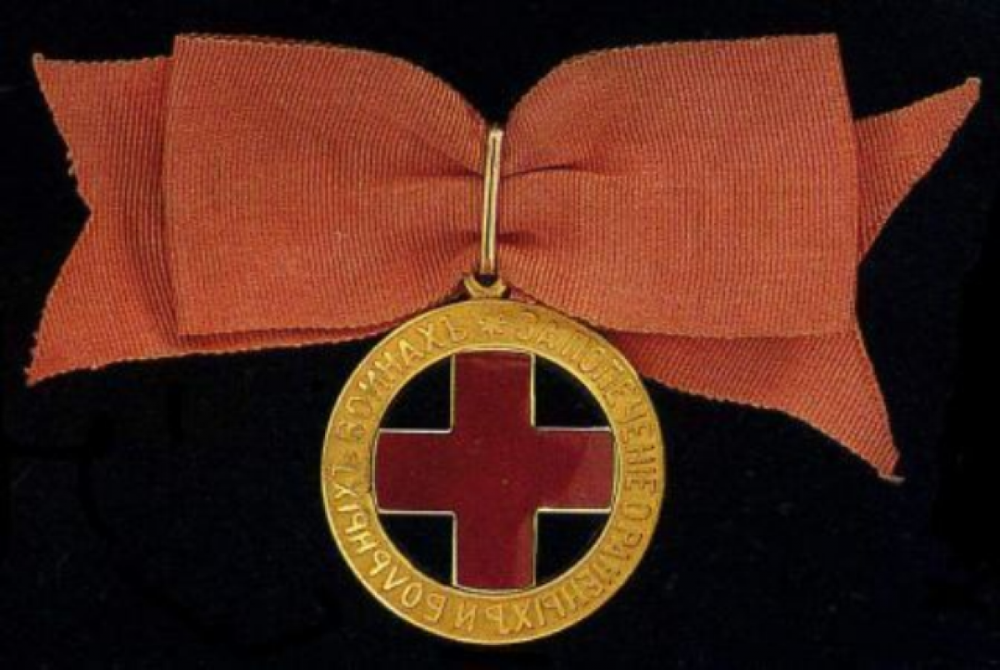 ЗА ПОПЕЧЕНІЕ О РАНЕНЫХЪ И БОЛЬНЫХЪ ВОИНАХЪ